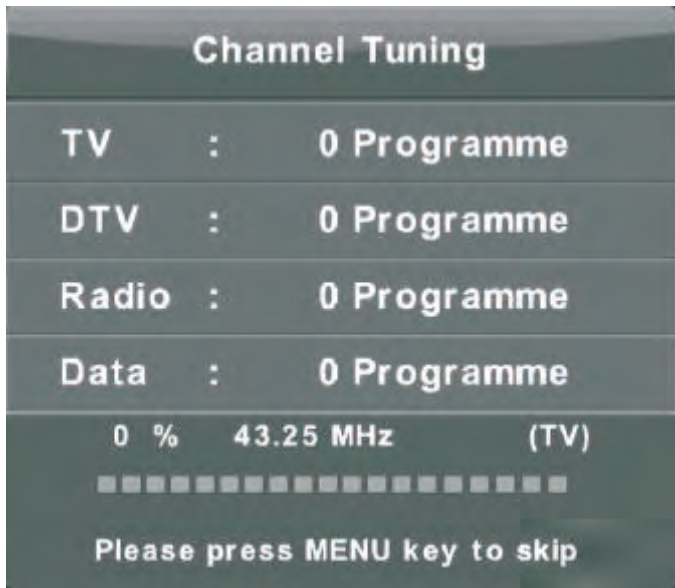 Channel Tuning
TV : 0 Programme
DTV : 0 Programme
Radio : 0 Programme
Data : 0 Programme
0 % 43.25 MHz (TV)
Please press MENU key to skip